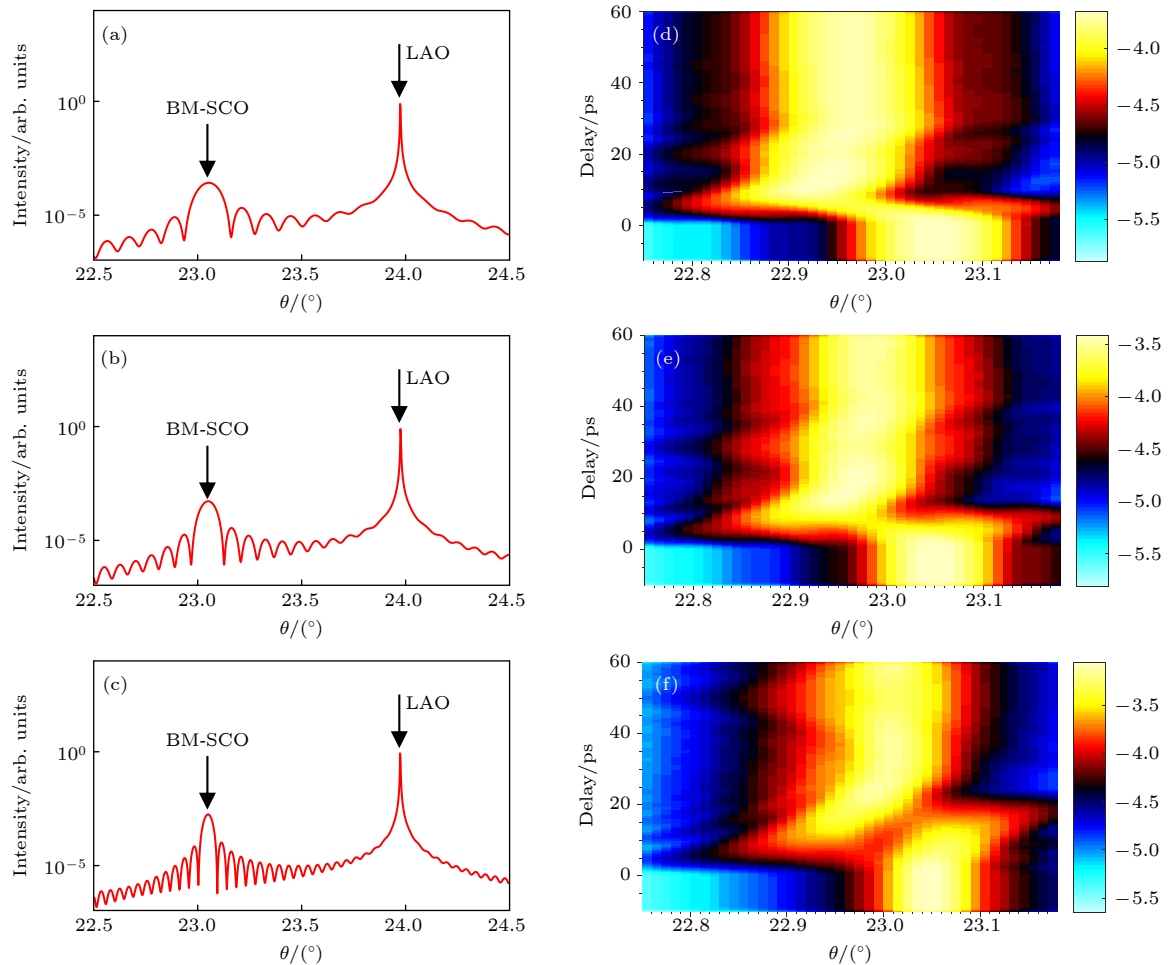 (a)
LAO
BM-SCO
10⁰
10⁻⁵
Intensity/arb. units
22.5 23.0 23.5 24.0 24.5
θ/(°)
(d)
60
40
20
0
Delay/ps
22.8 22.9 23.0 23.1
θ/(°)
−4.0
−4.5
−5.0
−5.5
(b)
LAO
BM-SCO
10⁰
10⁻⁵
Intensity/arb. units
22.5 23.0 23.5 24.0 24.5
θ/(°)
(e)
60
40
20
0
Delay/ps
22.8 22.9 23.0 23.1
θ/(°)
−3.5
−4.0
−4.5
−5.0
−5.5
(c)
LAO
BM-SCO
10⁰
10⁻⁵
Intensity/arb. units
22.5 23.0 23.5 24.0 24.5
θ/(°)
(f)
60
40
20
0
Delay/ps
22.8 22.9 23.0 23.1
θ/(°)
−3.5
−4.0
−4.5
−5.0
−5.5